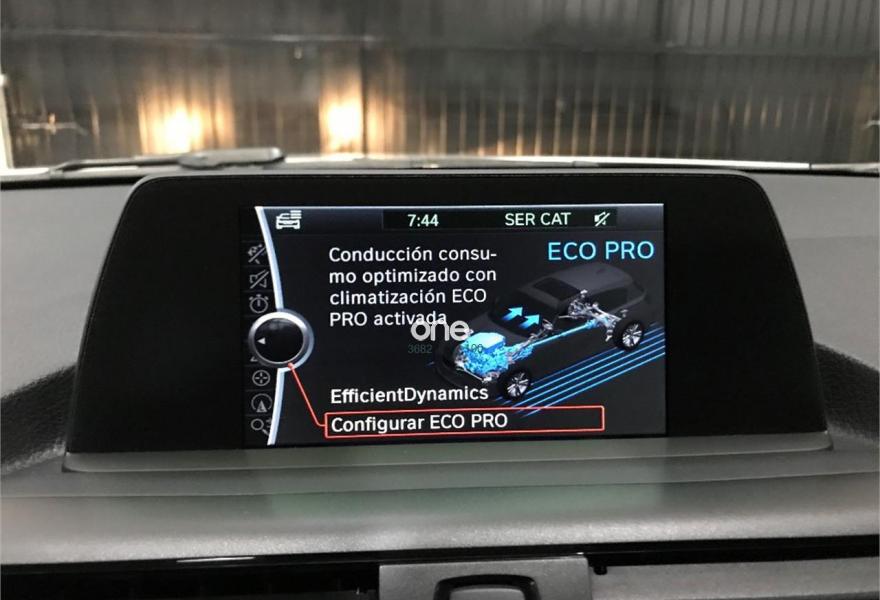 7:44 SER CAT
ECO PRO
Conducción consu-
mo optimizado con
climatización ECO
PRO activada
one
3682
EfficientDynamics
Configurar ECO PRO